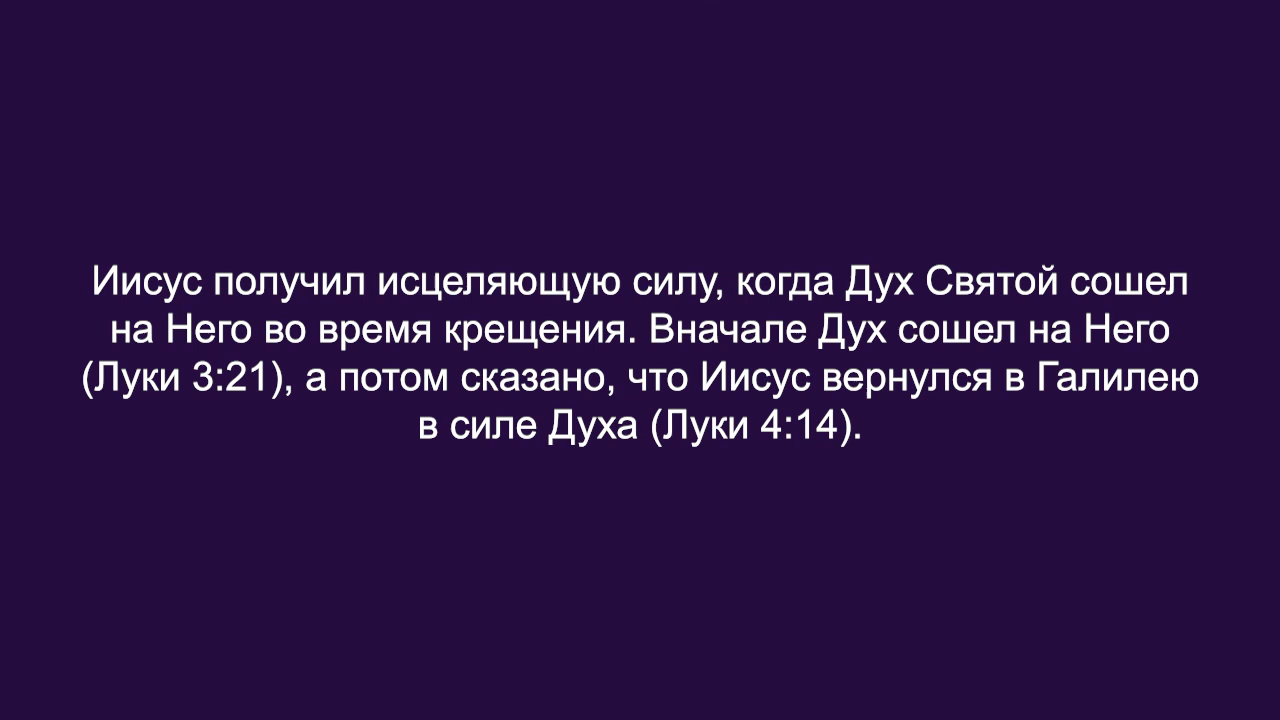 Иисус получил исцеляющую силу, когда Дух Святой сошел
на Него во время крещения. Вначале Дух сошел на Него
(Луки 3:21), а потом сказано, что Иисус вернулся в Галилею
в силе Духа (Луки 4:14).